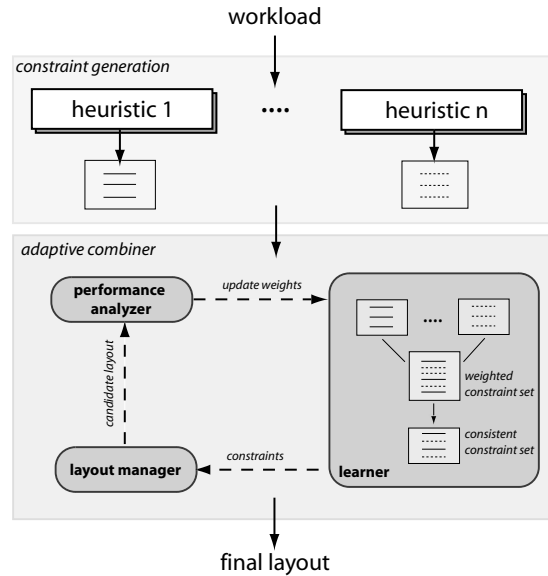 workload
constraint generation
heuristic 1
....
heuristic n
adaptive combiner
performance
analyzer
update weights
....
candidate layout
weighted
constraint set
consistent
constraint set
layout manager
constraints
learner
final layout